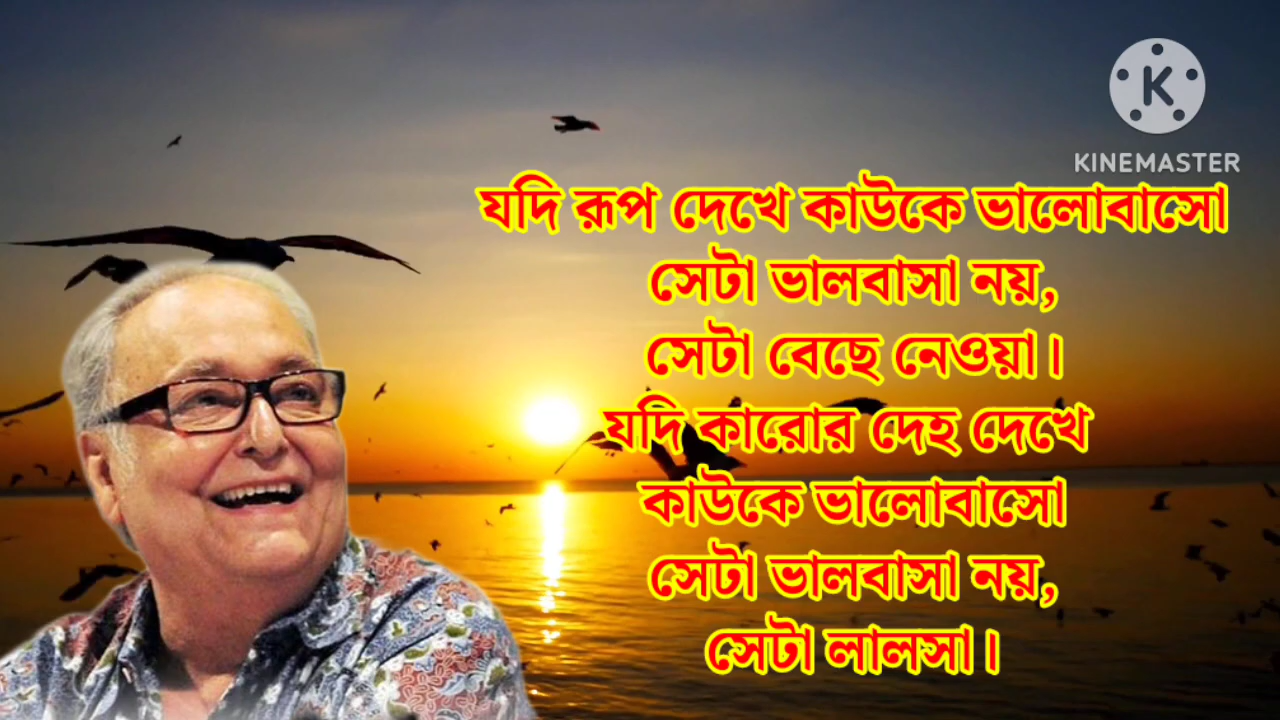 KINEMASTER
যদি রূপ দেখে কাউকে ভালোবাসো
সেটা ভালবাসা নয়,
সেটা বেছে নেওয়া।
যদি কারোর দেহ দেখে
কাউকে ভালোবাসো
সেটা ভালবাসা নয়,
সেটা লালসা।